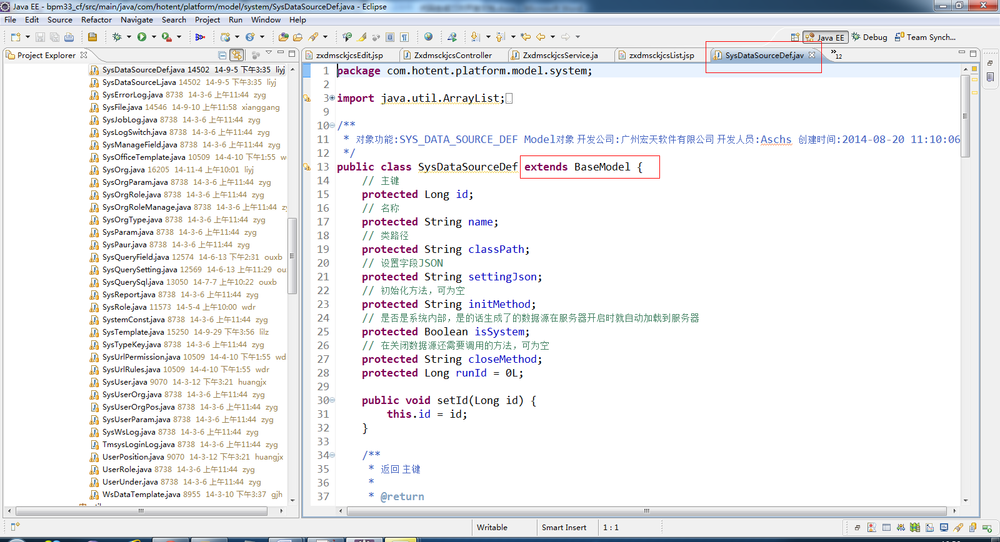 Java EE - bpm33_cf/src/main/java/com/hotent/platform/model/system/SysDataSourceDef.java - Eclipse
File Edit Source Refactor Navigate Search Project Run Window Help
Java EE Debug Team Synch...
Project Explorer
zxdmsckjcsEdit.jsp ZxdmsckjcsController ZxdmsckjcsService.ja zxdmsckjcsList.jsp SysDataSourceDef.jav »12
SysDataSourceDef.java 14502 14-9-5 下午3:35 liyj
SysDataSourceL.java 14502 14-9-5 下午3:35 liyj
SysErrorLog.java 8738 14-3-6 上午11:44 zyg
SysFile.java 14546 14-9-10 上午11:58 xianggang
SysJobLog.java 8738 14-3-6 上午11:44 zyg
SysLogSwitch.java 8738 14-3-6 上午11:44 zyg
SysManageField.java 8738 14-3-6 上午11:44 zyg
SysOfficeTemplate.java 10509 14-4-10 下午1:55 w
SysOrg.java 16205 14-11-4 上午10:01 liyj
SysOrgParam.java 8738 14-3-6 上午11:44 zyg
SysOrgRole.java 8738 14-3-6 上午11:44 zyg
SysOrgRoleManage.java 8738 14-3-6 上午11:44 zy
SysOrgType.java 8738 14-3-6 上午11:44 zyg
SysParam.java 8738 14-3-6 上午11:44 zyg
SysPaur.java 8738 14-3-6 上午11:44 zyg
SysQueryField.java 12574 14-6-13 下午2:31 ouxb
SysQuerySetting.java 12569 14-6-13 上午11:29 ou
SysQuerySql.java 13050 14-7-7 上午10:22 ouxb
SysReport.java 8738 14-3-6 上午11:44 zyg
SysRole.java 11573 14-5-4 上午10:00 wdr
SystemConst.java 8738 14-3-6 上午11:44 zyg
SysTemplate.java 15250 14-9-29 下午3:56 lilz
SysTypeKey.java 8738 14-3-6 上午11:44 zyg
SysUrlPermission.java 10509 14-4-10 下午1:55 wd
SysUrlRules.java 10509 14-4-10 下午1:55 wdr
SysUser.java 9070 14-3-12 下午3:21 huangjx
SysUserOrg.java 8738 14-3-6 上午11:44 zyg
SysUserOrgPos.java 8738 14-3-6 上午11:44 zyg
SysUserParam.java 8738 14-3-6 上午11:44 zyg
SysWsLog.java 8738 14-3-6 上午11:44 zyg
TmsysLoginLog.java 8738 14-3-6 上午11:44 zyg
UserPosition.java 9070 14-3-12 下午3:21 huangjx
UserRole.java 8738 14-3-6 上午11:44 zyg
UserUnder.java 8738 14-3-6 上午11:44 zyg
WsDataTemplate.java 8955 14-3-10 下午3:37 gjh
1 package com.hotent.platform.model.system;
2
3 import java.util.ArrayList;
9
10 /**
11 * 对象功能:SYS_DATA_SOURCE_DEF Model对象 开发公司:广州宏天软件有限公司 开发人员:Aschs 创建时间:2014-08-20 11:10:06
12 */
13 public class SysDataSourceDef extends BaseModel {
14 // 主键
15 protected Long id;
16 // 名称
17 protected String name;
18 // 类路径
19 protected String classPath;
20 // 设置字段JSON
21 protected String settingJson;
22 // 初始化方法，可为空
23 protected String initMethod;
24 // 是否是系统内部，是的话生成了的数据源在服务器开启时就自动加载到服务器
25 protected Boolean isSystem;
26 // 在关闭数据源还需要调用的方法，可为空
27 protected String closeMethod;
28 protected Long runId = 0L;
29
30 public void setId(Long id) {
31 this.id = id;
32 }
33
34 /**
35 * 返回 主键
36 *
37 * @return
Writable Smart Insert 1 : 1